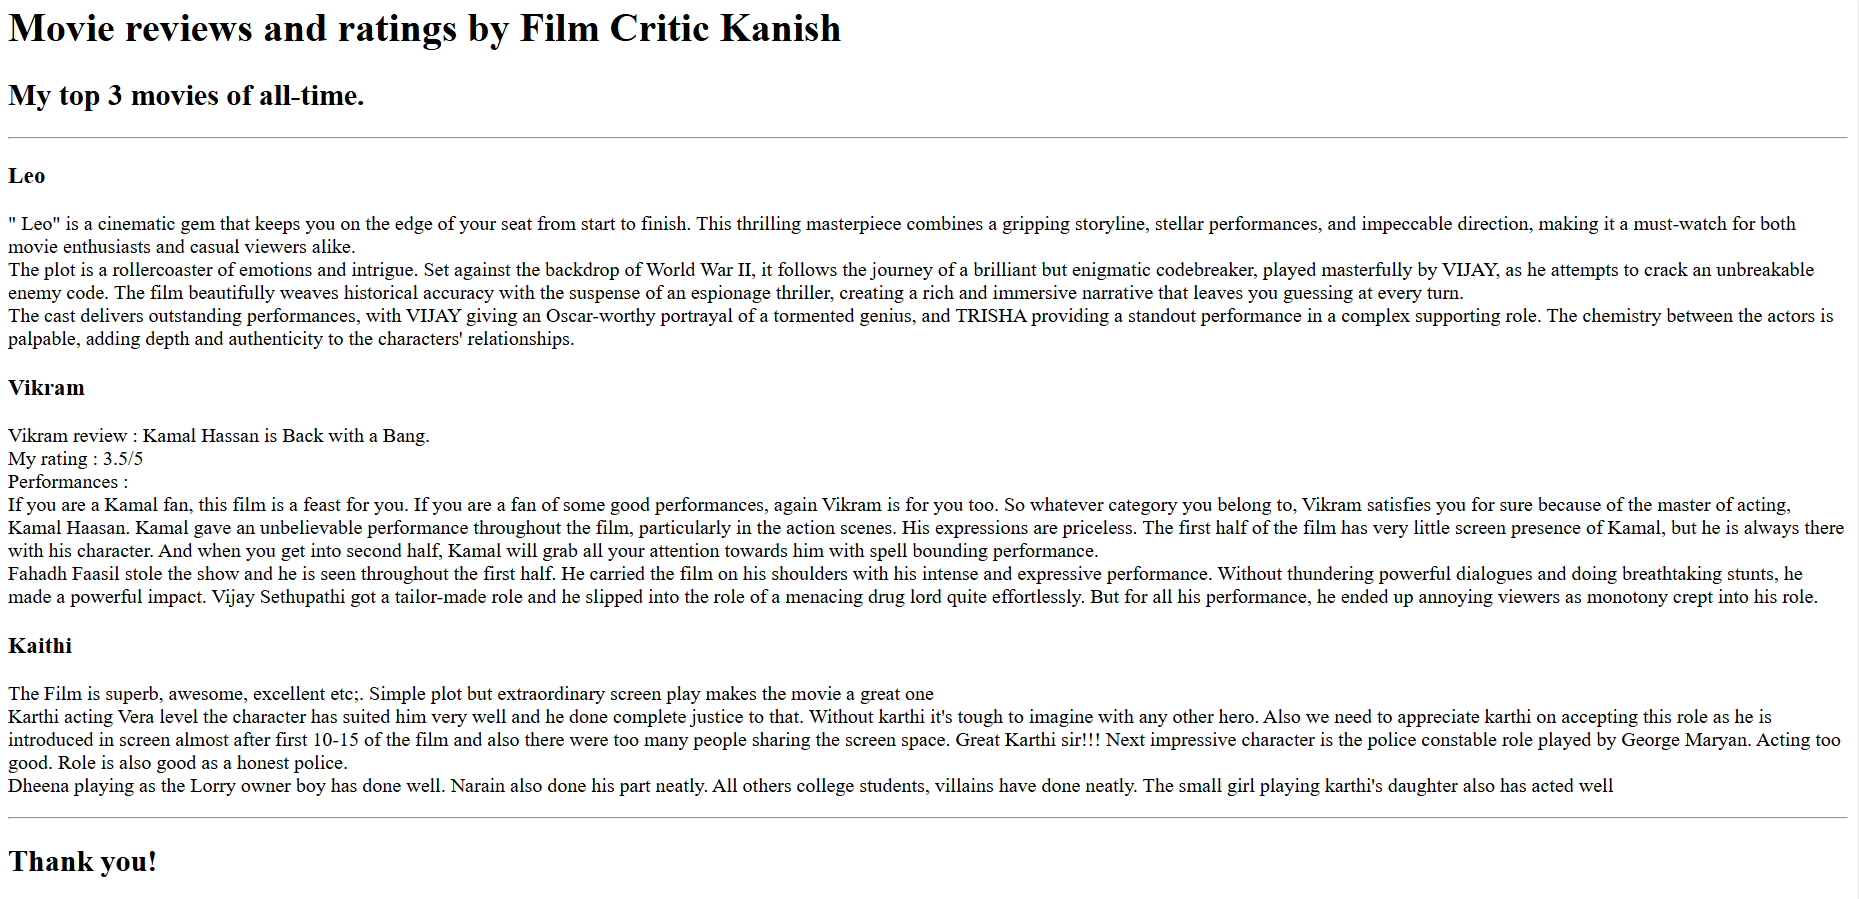 Movie reviews and ratings by Film Critic Kanish
My top 3 movies of all-time.
Leo
" Leo" is a cinematic gem that keeps you on the edge of your seat from start to finish. This thrilling masterpiece combines a gripping storyline, stellar performances, and impeccable direction, making it a must-watch for both
movie enthusiasts and casual viewers alike.
The plot is a rollercoaster of emotions and intrigue. Set against the backdrop of World War II, it follows the journey of a brilliant but enigmatic codebreaker, played masterfully by VIJAY, as he attempts to crack an unbreakable
enemy code. The film beautifully weaves historical accuracy with the suspense of an espionage thriller, creating a rich and immersive narrative that leaves you guessing at every turn.
The cast delivers outstanding performances, with VIJAY giving an Oscar-worthy portrayal of a tormented genius, and TRISHA providing a standout performance in a complex supporting role. The chemistry between the actors is
palpable, adding depth and authenticity to the characters' relationships.
Vikram
Vikram review : Kamal Hassan is Back with a Bang.
My rating : 3.5/5
Performances :
If you are a Kamal fan, this film is a feast for you. If you are a fan of some good performances, again Vikram is for you too. So whatever category you belong to, Vikram satisfies you for sure because of the master of acting,
Kamal Haasan. Kamal gave an unbelievable performance throughout the film, particularly in the action scenes. His expressions are priceless. The first half of the film has very little screen presence of Kamal, but he is always there
with his character. And when you get into second half, Kamal will grab all your attention towards him with spell bounding performance.
Fahadh Faasil stole the show and he is seen throughout the first half. He carried the film on his shoulders with his intense and expressive performance. Without thundering powerful dialogues and doing breathtaking stunts, he
made a powerful impact. Vijay Sethupathi got a tailor-made role and he slipped into the role of a menacing drug lord quite effortlessly. But for all his performance, he ended up annoying viewers as monotony crept into his role.
Kaithi
The Film is superb, awesome, excellent etc;. Simple plot but extraordinary screen play makes the movie a great one
Karthi acting Vera level the character has suited him very well and he done complete justice to that. Without karthi it's tough to imagine with any other hero. Also we need to appreciate karthi on accepting this role as he is
introduced in screen almost after first 10-15 of the film and also there were too many people sharing the screen space. Great Karthi sir!!! Next impressive character is the police constable role played by George Maryan. Acting too
good. Role is also good as a honest police.
Dheena playing as the Lorry owner boy has done well. Narain also done his part neatly. All others college students, villains have done neatly. The small girl playing karthi's daughter also has acted well
Thank you!